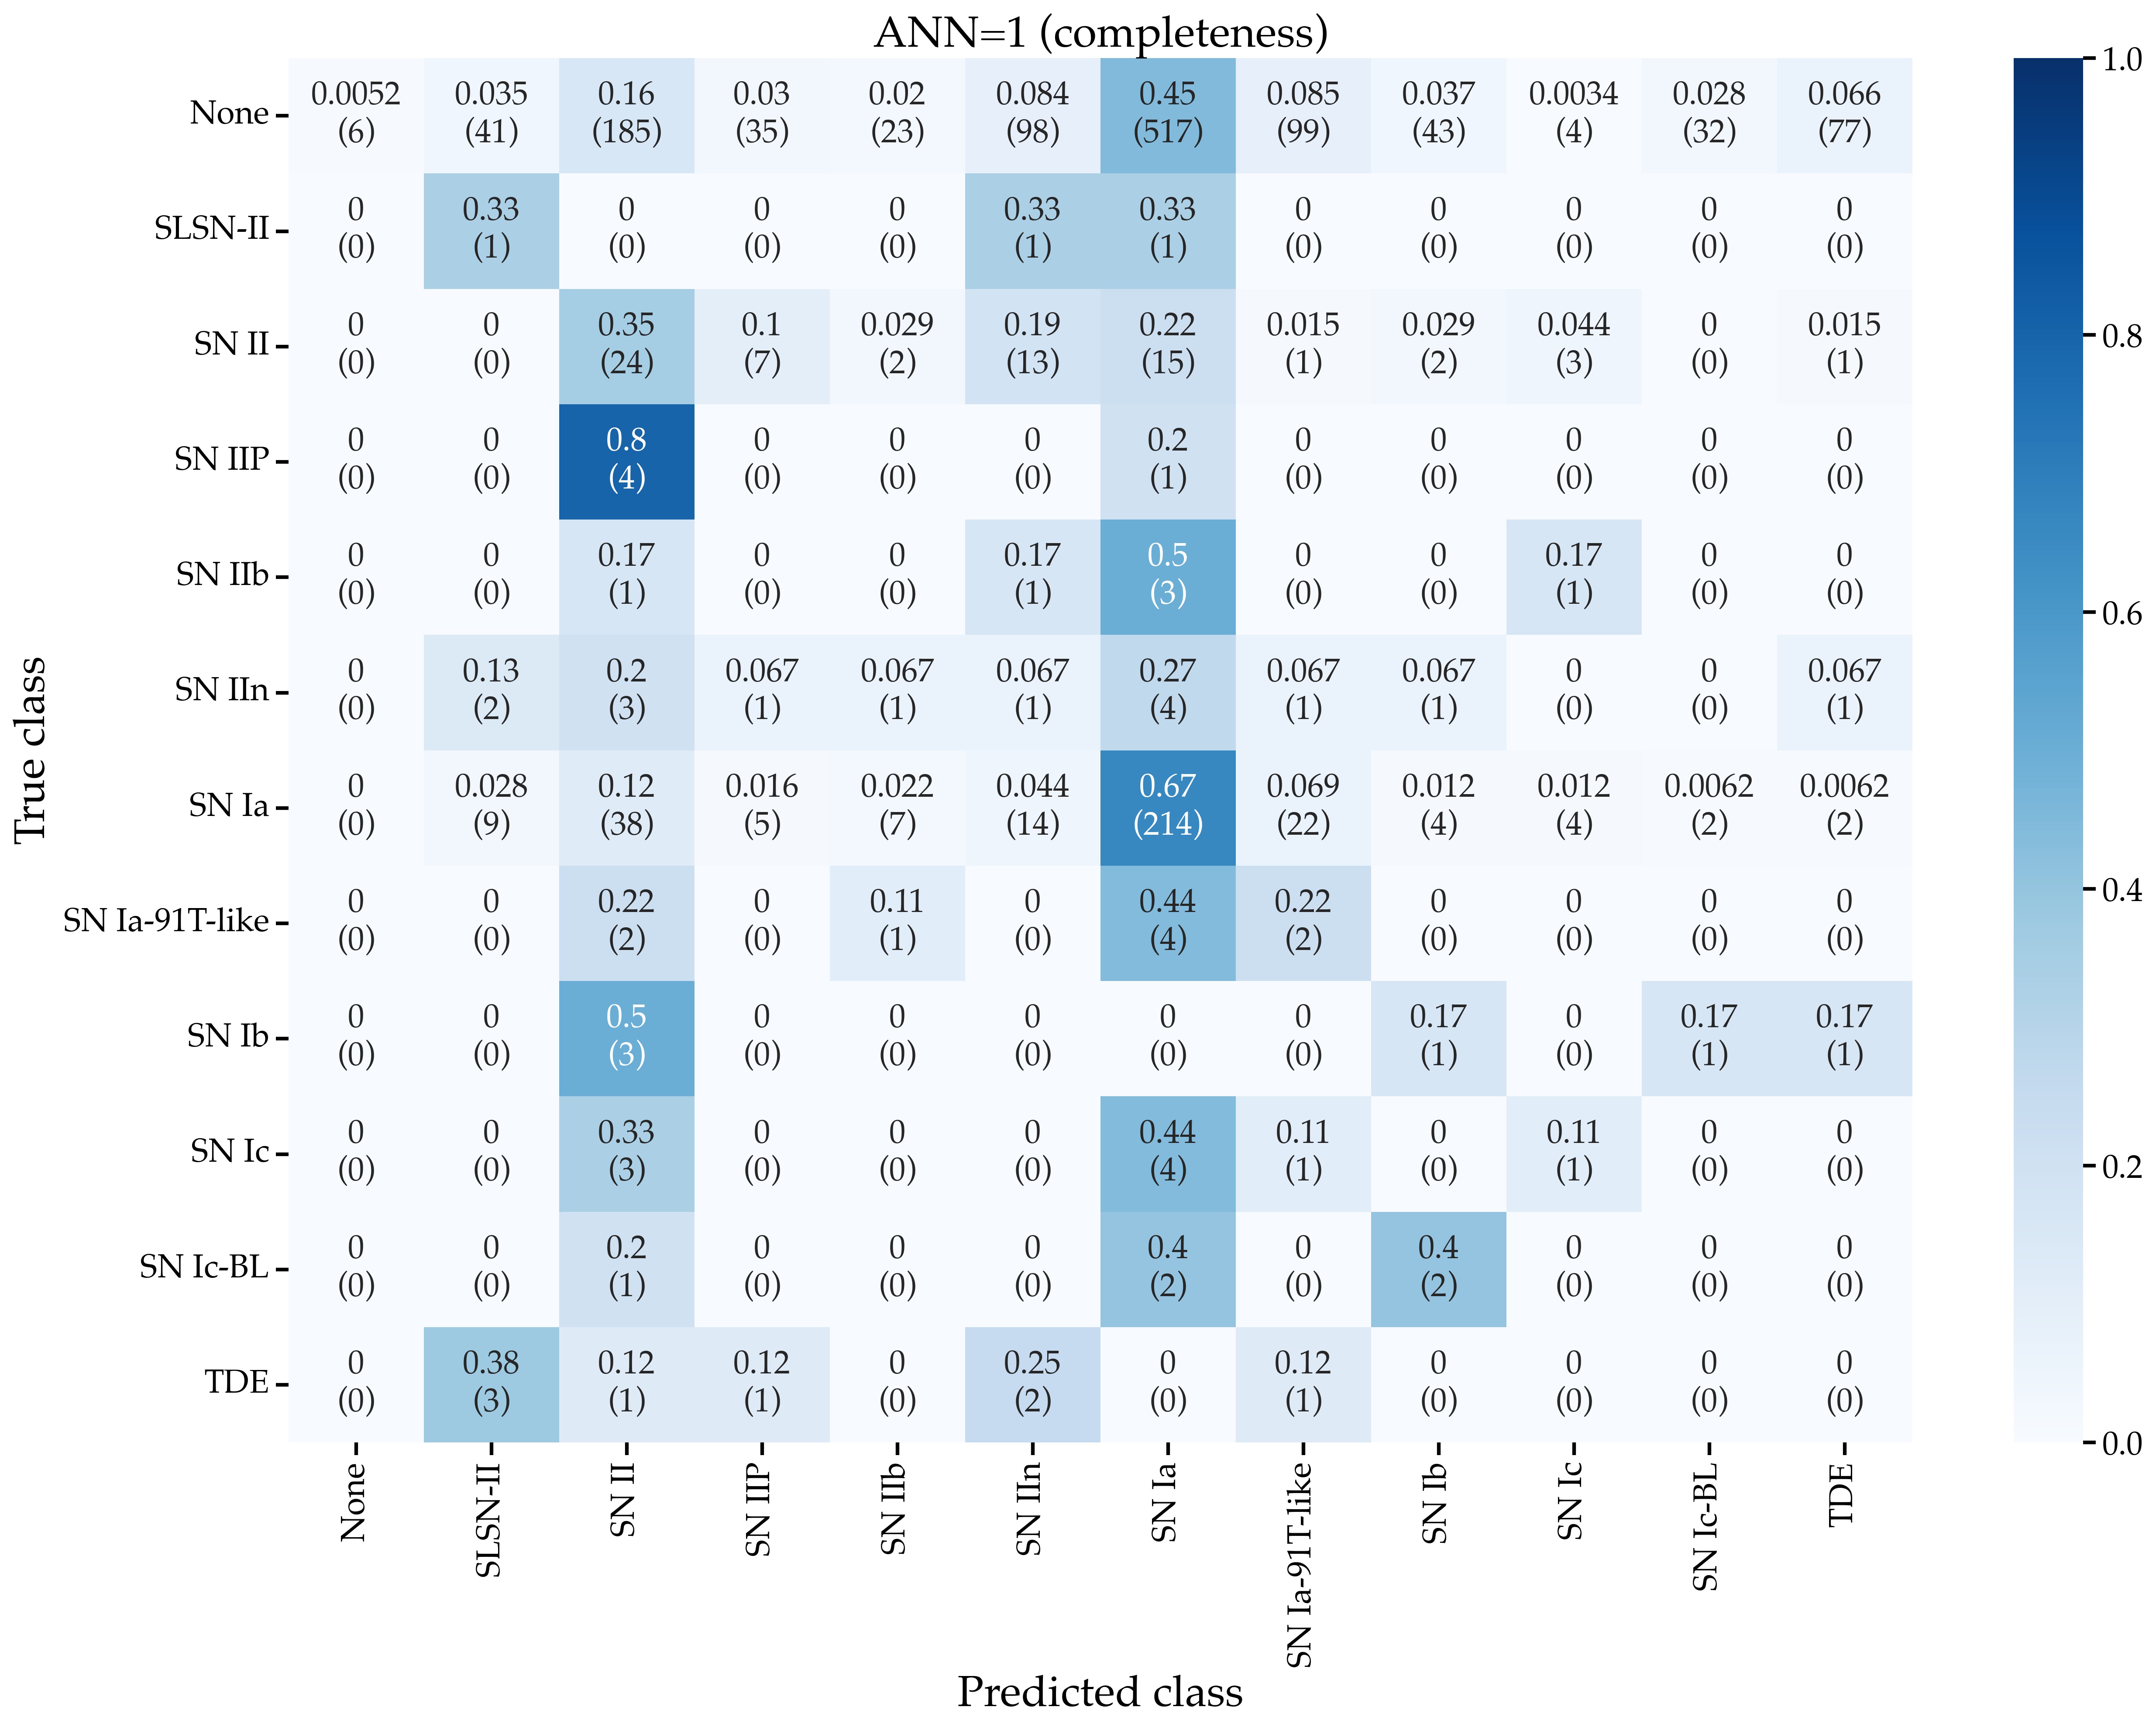 ANN=1 (completeness)
None 0.0052 0.035 0.16 0.03 0.02 0.084 0.45 0.085 0.037 0.0034 0.028 0.066
(6) (41) (185) (35) (23) (98) (517) (99) (43) (4) (32) (77)
SLSN-II 0 0.33 0 0 0 0.33 0.33 0 0 0 0 0
(0) (1) (0) (0) (0) (1) (1) (0) (0) (0) (0) (0)
SN II 0 0 0.35 0.1 0.029 0.19 0.22 0.015 0.029 0.044 0 0.015
(0) (0) (24) (7) (2) (13) (15) (1) (2) (3) (0) (1)
SN IIP 0 0 0.8 0 0 0 0.2 0 0 0 0 0
(0) (0) (4) (0) (0) (0) (1) (0) (0) (0) (0) (0)
SN IIb 0 0 0.17 0 0 0.17 0.5 0 0 0.17 0 0
(0) (0) (1) (0) (0) (1) (3) (0) (0) (1) (0) (0)
SN IIn 0 0.13 0.2 0.067 0.067 0.067 0.27 0.067 0.067 0 0 0.067
(0) (2) (3) (1) (1) (1) (4) (1) (1) (0) (0) (1)
SN Ia 0 0.028 0.12 0.016 0.022 0.044 0.67 0.069 0.012 0.012 0.0062 0.0062
(0) (9) (38) (5) (7) (14) (214) (22) (4) (4) (2) (2)
SN Ia-91T-like 0 0 0.22 0 0.11 0 0.44 0.22 0 0 0 0
(0) (0) (2) (0) (1) (0) (4) (2) (0) (0) (0) (0)
SN Ib 0 0 0.5 0 0 0 0 0 0.17 0 0.17 0.17
(0) (0) (3) (0) (0) (0) (0) (0) (1) (0) (1) (1)
SN Ic 0 0 0.33 0 0 0 0.44 0.11 0 0.11 0 0
(0) (0) (3) (0) (0) (0) (4) (1) (0) (1) (0) (0)
SN Ic-BL 0 0 0.2 0 0 0 0.4 0 0.4 0 0 0
(0) (0) (1) (0) (0) (0) (2) (0) (2) (0) (0) (0)
TDE 0 0.38 0.12 0.12 0 0.25 0 0.12 0 0 0 0
(0) (3) (1) (1) (0) (2) (0) (1) (0) (0) (0) (0)
True class
None
SLSN-II
SN II
SN IIP
SN IIb
SN IIn
SN Ia
SN Ia-91T-like
SN Ib
SN Ic
SN Ic-BL
TDE
Predicted class
1.0
0.8
0.6
0.4
0.2
0.0